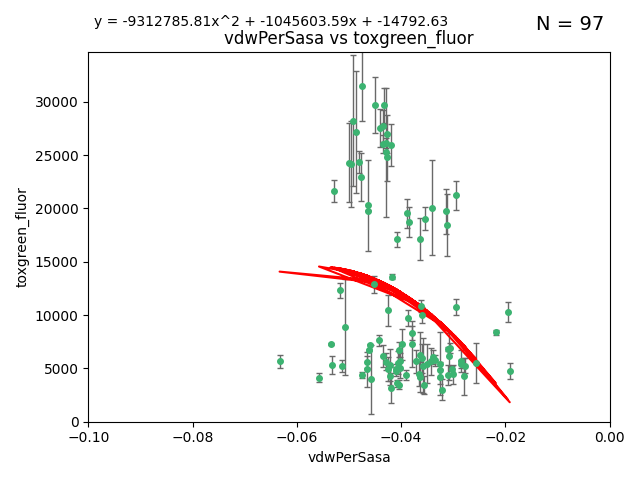 y = -9312785.81x^2 + -1045603.59x + -14792.63
N = 97
vdwPerSasa vs toxgreen_fluor
toxgreen_fluor
30000
25000
20000
15000
10000
5000
0
−0.10
−0.08
−0.06
−0.04
−0.02
0.00
vdwPerSasa